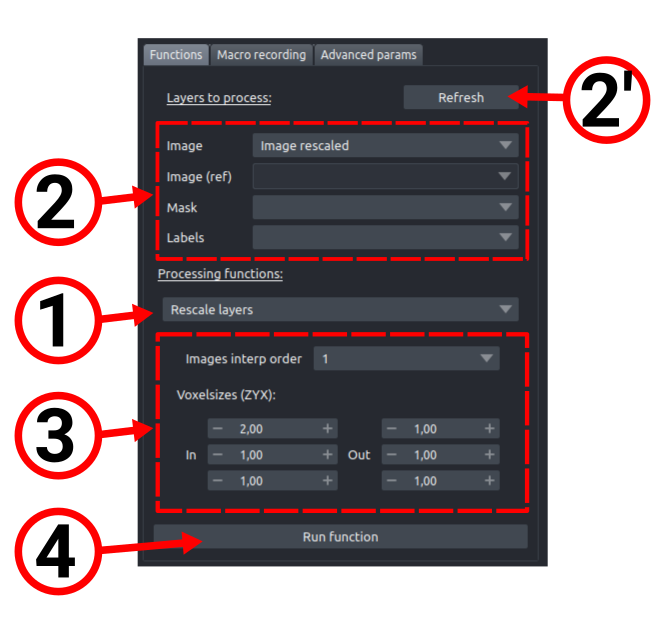 Functions Macro recording Advanced params
Layers to process: Refresh
2'
Image Image rescaled
Image (ref)
2
Mask
Labels
Processing functions:
1
Rescale layers
Images interp order 1
Voxelsizes (ZYX):
3
− 2,00 + − 1,00 +
In − 1,00 + Out − 1,00 +
− 1,00 + − 1,00 +
4
Run function